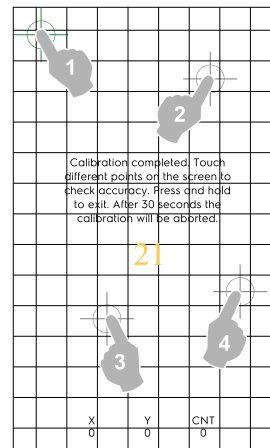 1
2
Calibration completed. Touch
different points on the screen to
check accuracy. Press and hold
to exit. After 30 seconds the
calibration will be aborted.
21
3
4
X Y CNT
0 0 0